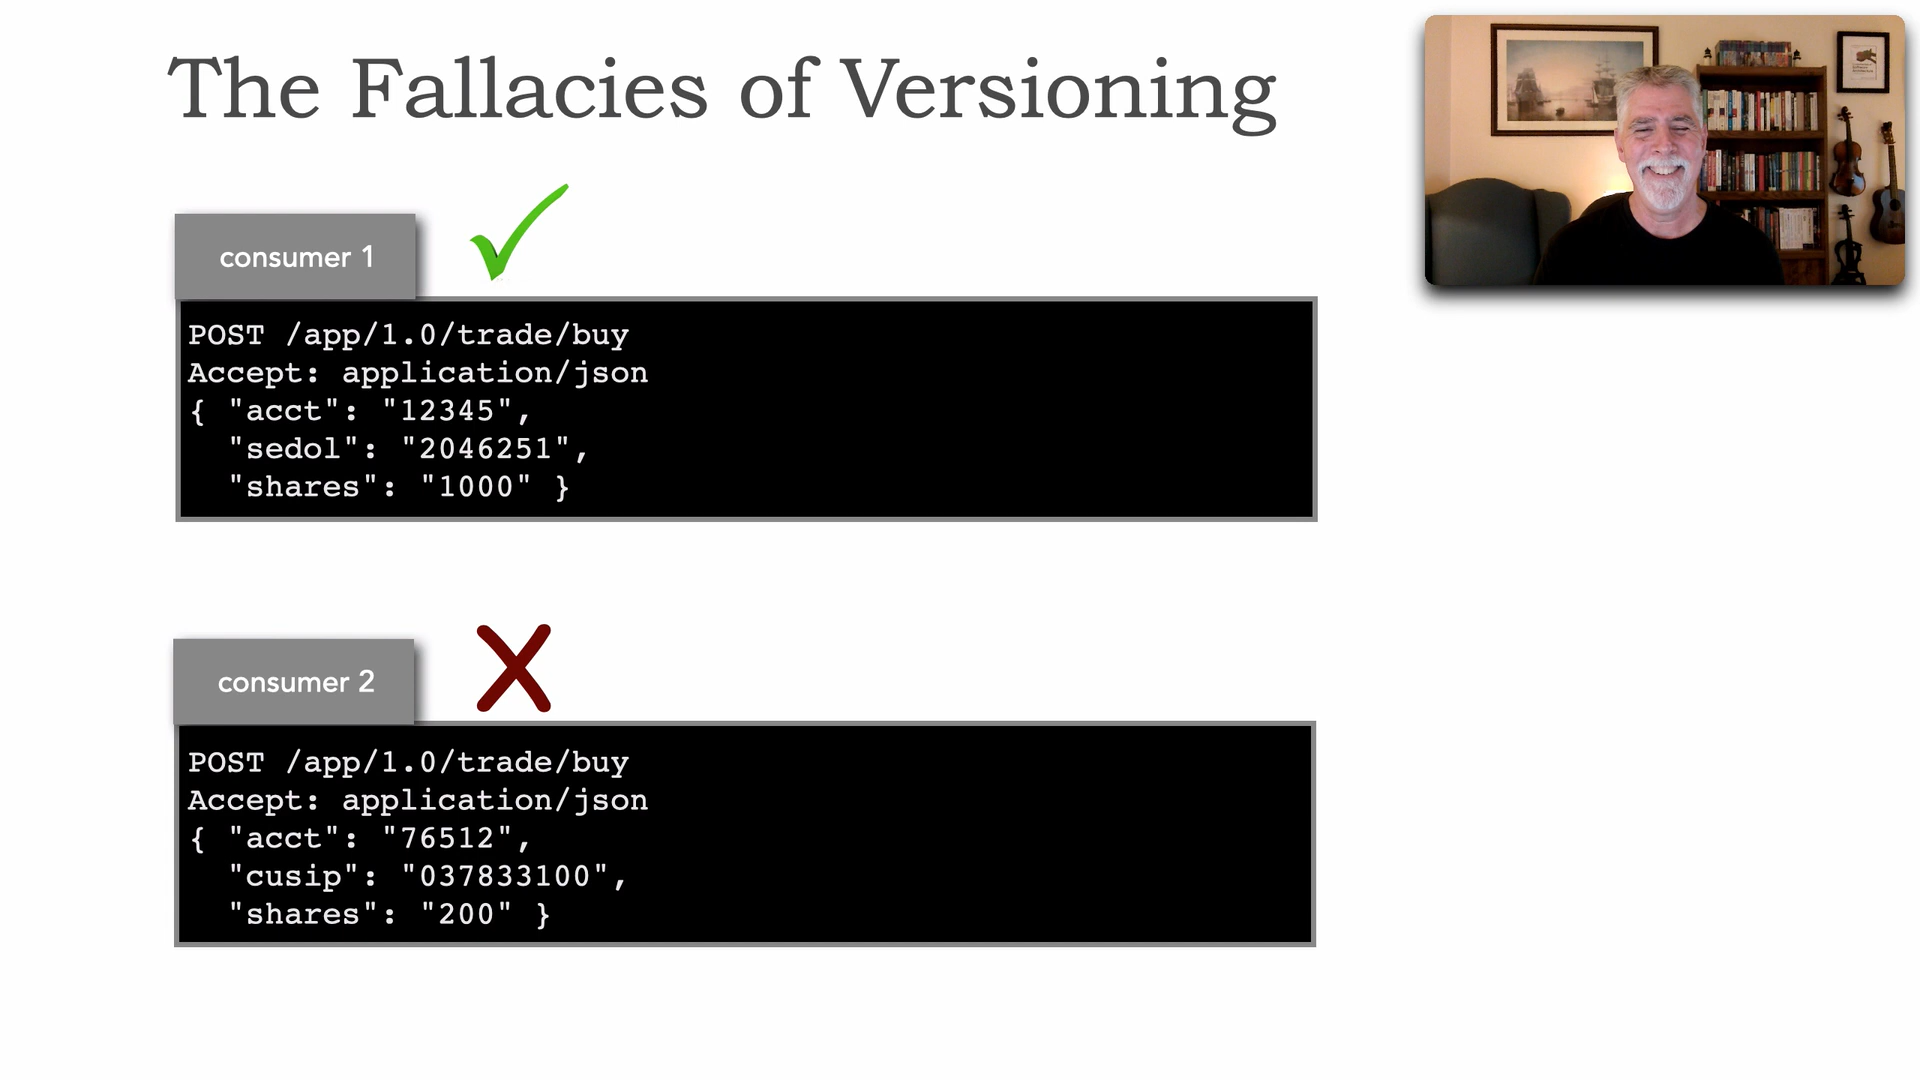 The Fallacies of Versioning
consumer 1
POST /app/1.0/trade/buy
Accept: application/json
{ "acct": "12345",
"sedol": "2046251",
"shares": "1000" }
consumer 2
POST /app/1.0/trade/buy
Accept: application/json
{ "acct": "76512",
"cusip": "037833100",
"shares": "200" }